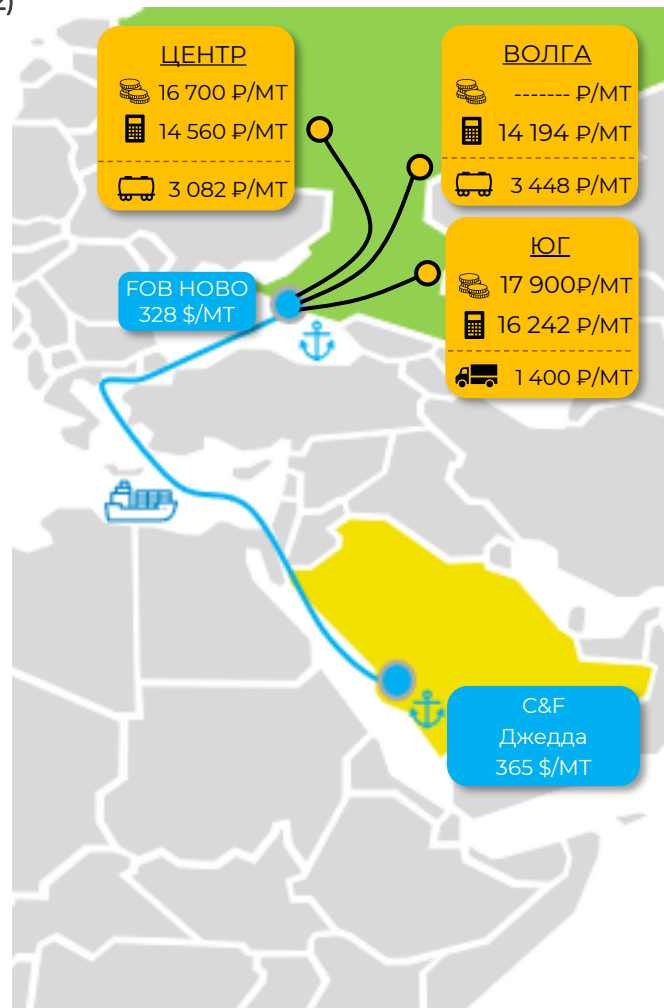 2)
ЦЕНТР
16 700 ₽/МТ
14 560 ₽/МТ
3 082 ₽/МТ
ВОЛГА
------- ₽/МТ
14 194 ₽/МТ
3 448 ₽/МТ
ЮГ
17 900₽/МТ
16 242 ₽/МТ
1 400 ₽/МТ
FOB НОВО
328 $/МТ
C&F
Джедда
365 $/МТ